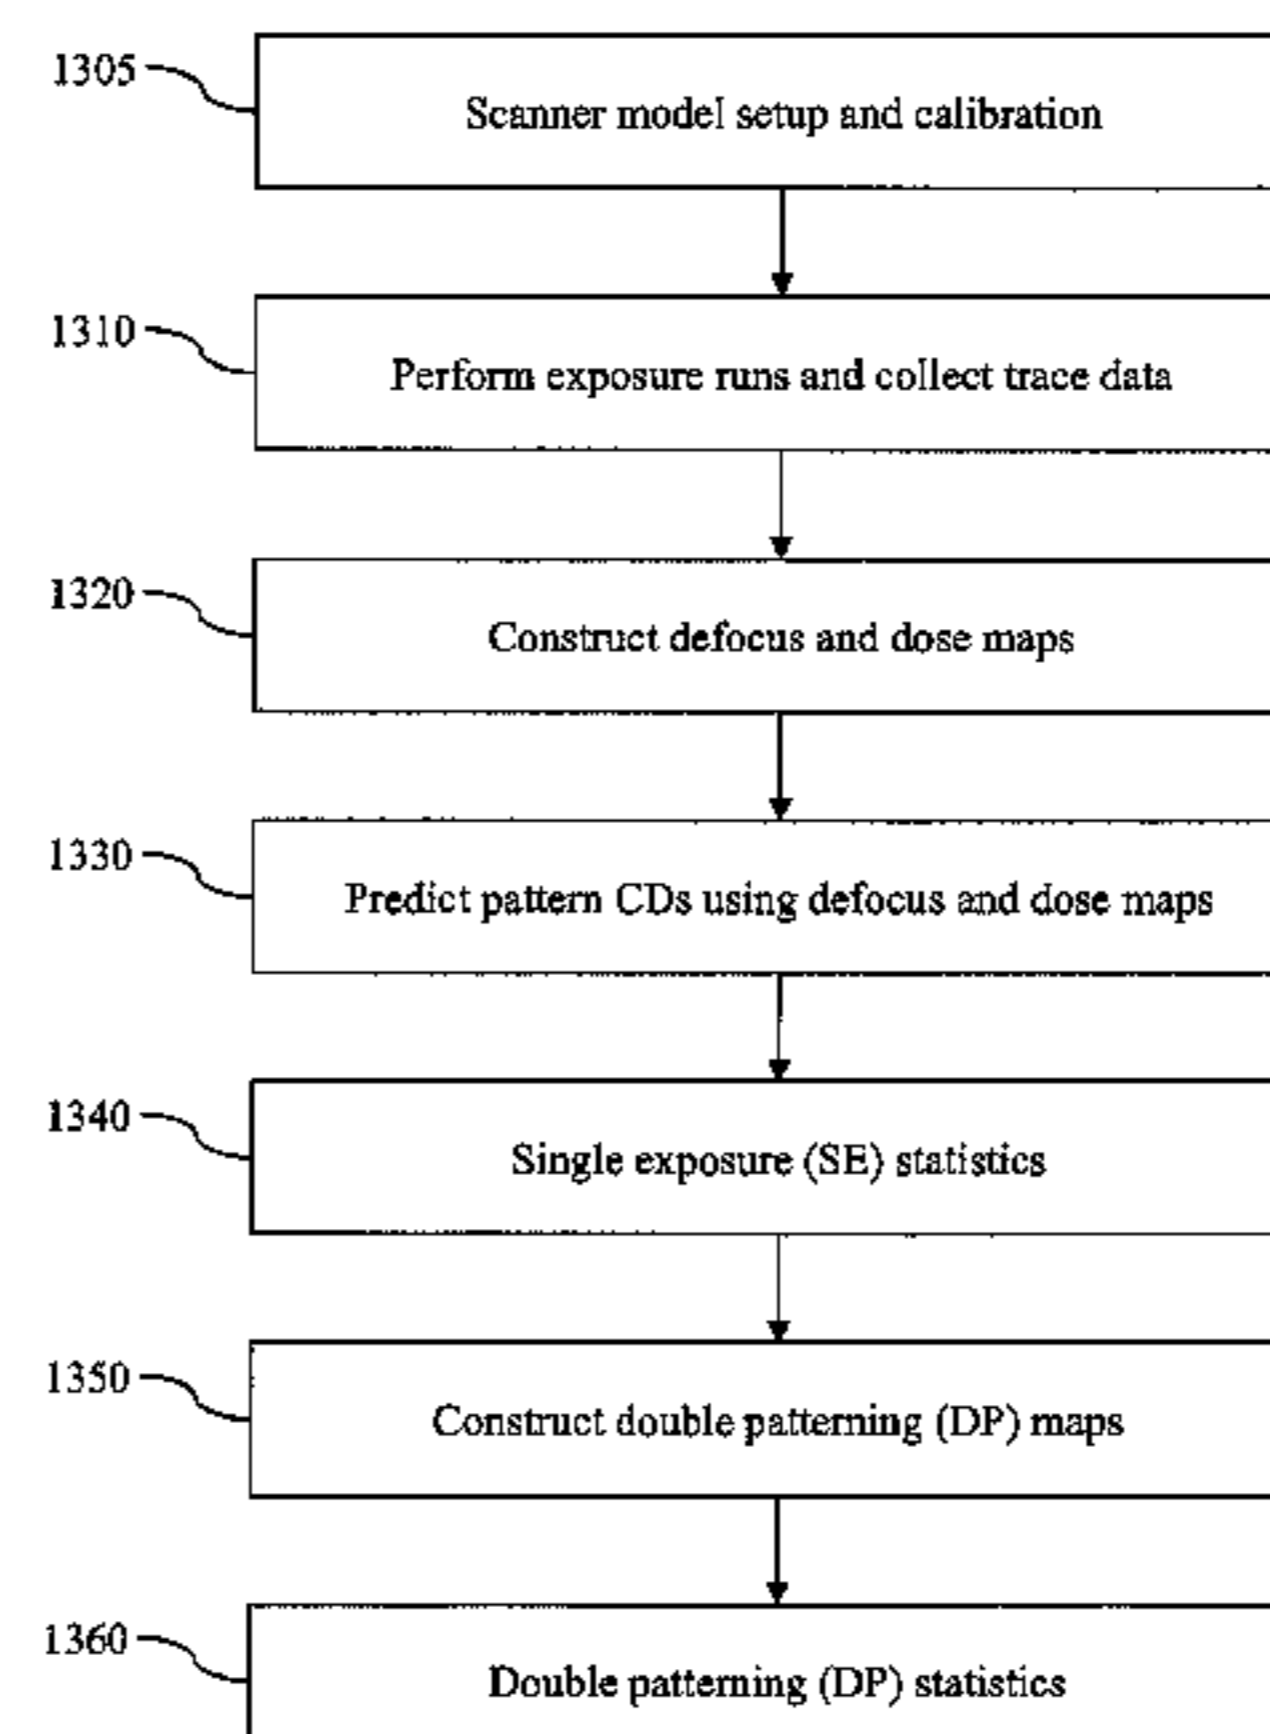 1305
Scanner model setup and calibration
1310
Perform exposure runs and collect trace data
1320
Construct defocus and dose maps
1330
Predict pattern CDs using defocus and dose maps
1340
Single exposure (SE) statistics
1350
Construct double patterning (DP) maps
1360
Double patterning (DP) statistics